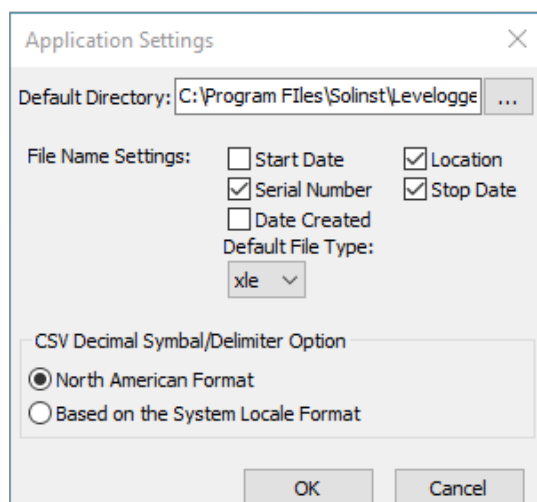 Application Settings
Default Directory: C:\Program FIles\Solinst\Levelogge ...
File Name Settings: Start Date Location
Serial Number Stop Date
Date Created
Default File Type:
xle
CSV Decimal Symbol/Delimiter Option
North American Format
Based on the System Locale Format
OK Cancel